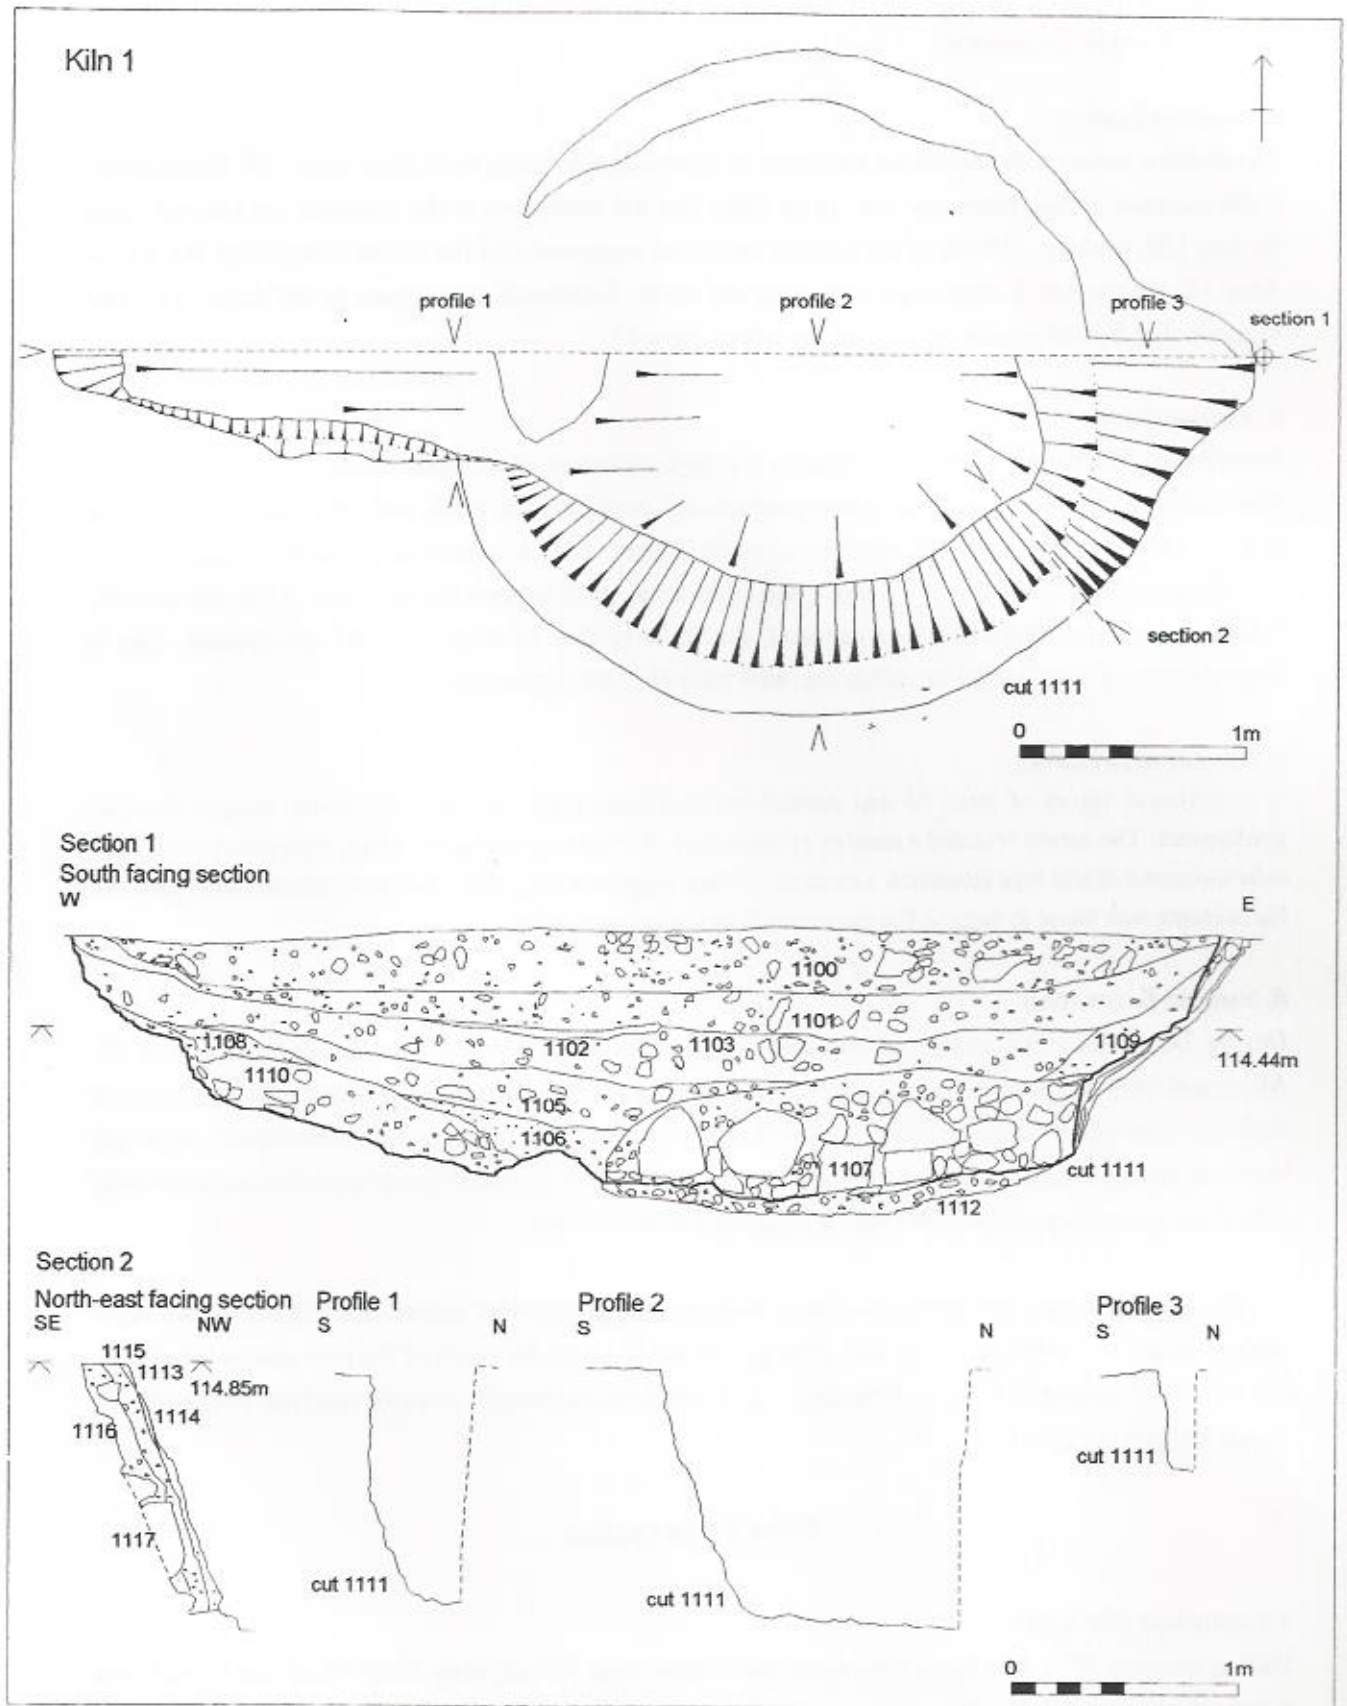 Kiln 1
profile 1
profile 2
profile 3
section 1
section 2
cut 1111
0 1m
Section 1
South facing section
W
E
1100
1101
1108
1102
1103
1109
114.44m
1110
1105
1106
1107
cut 1111
1112
Section 2
North-east facing section
SE
NW
1115
1113
114.85m
1114
1116
1117
Profile 1
S
N
cut 1111
Profile 2
S
N
cut 1111
Profile 3
S
N
cut 1111
0 1m